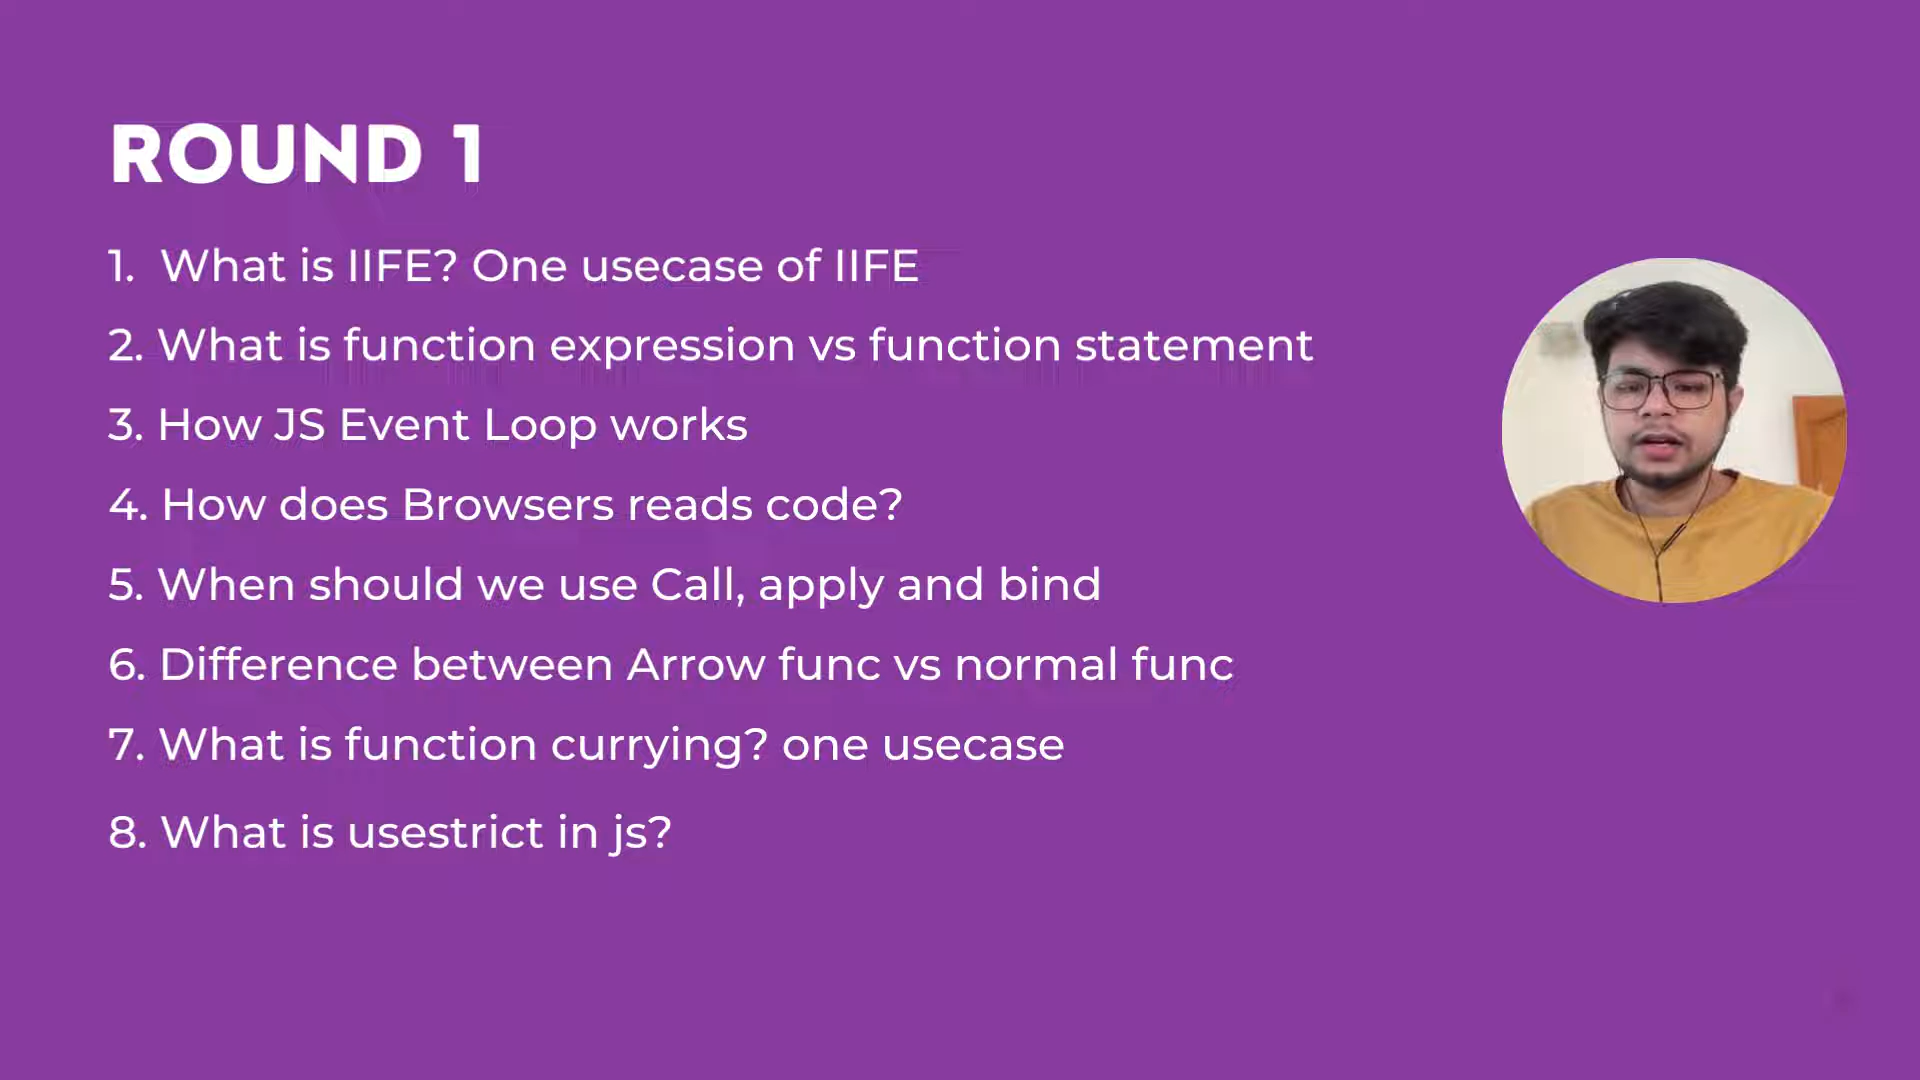 ROUND 1
1. What is IIFE? One usecase of IIFE
2. What is function expression vs function statement
3. How JS Event Loop works
4. How does Browsers reads code?
5. When should we use Call, apply and bind
6. Difference between Arrow func vs normal func
7. What is function currying? one usecase
8. What is usestrict in js?